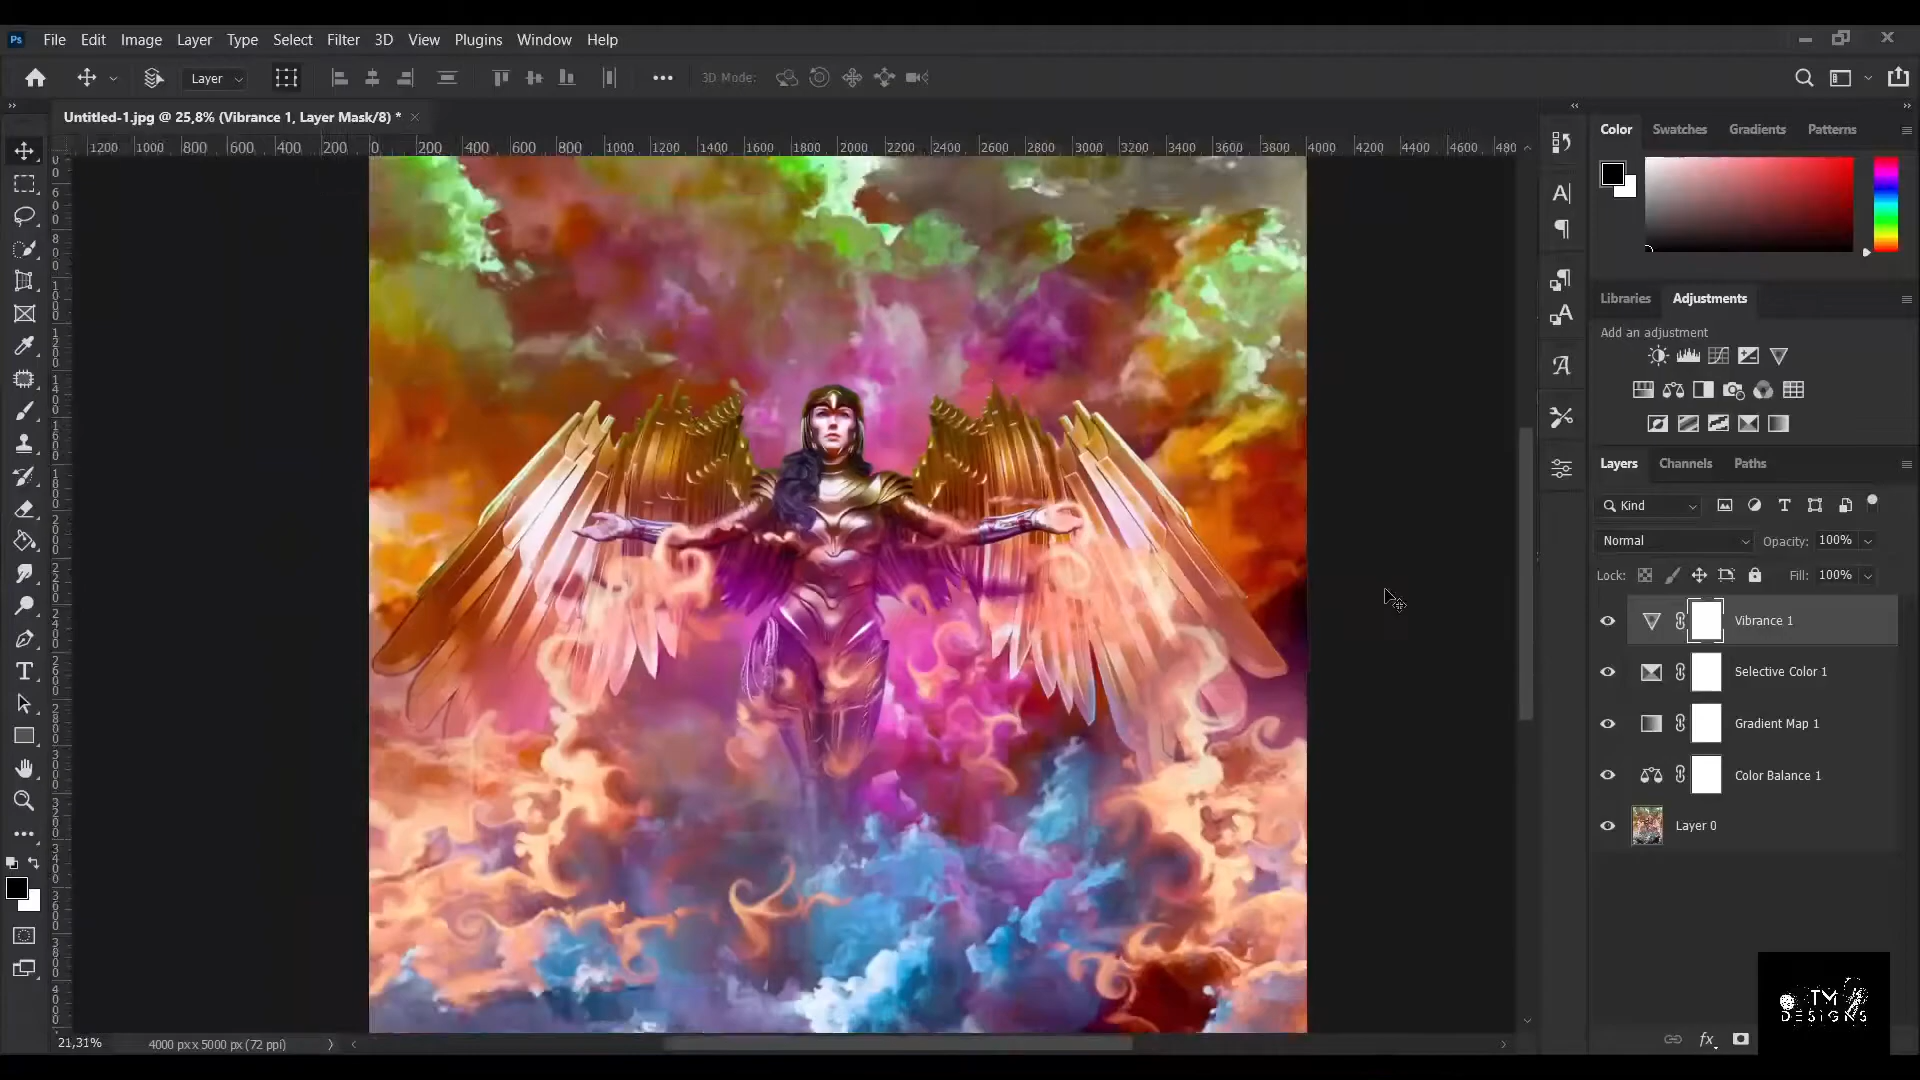 Ps File Edit Image Layer Type Select Filter 3D View Plugins Window Help
Layer 3D Mode:
Untitled-1.jpg @ 25,8% (Vibrance 1, Layer Mask/8) *
1200 1000 800 600 400 200 0 200 400 600 800 1000 1200 1400 1600 1800 2000 2200 2400 2600 2800 3000 3200 3400 3600 3800 4000 4200 4400 4600 480
Color Swatches Gradients Patterns
Libraries Adjustments
Add an adjustment
Layers Channels Paths
Kind
Normal Opacity: 100%
Lock: Fill: 100%
Vibrance 1
Selective Color 1
Gradient Map 1
Color Balance 1
Layer 0
fx
TM
DESIGNS
21,31% 4000 px x 5000 px (72 ppi)